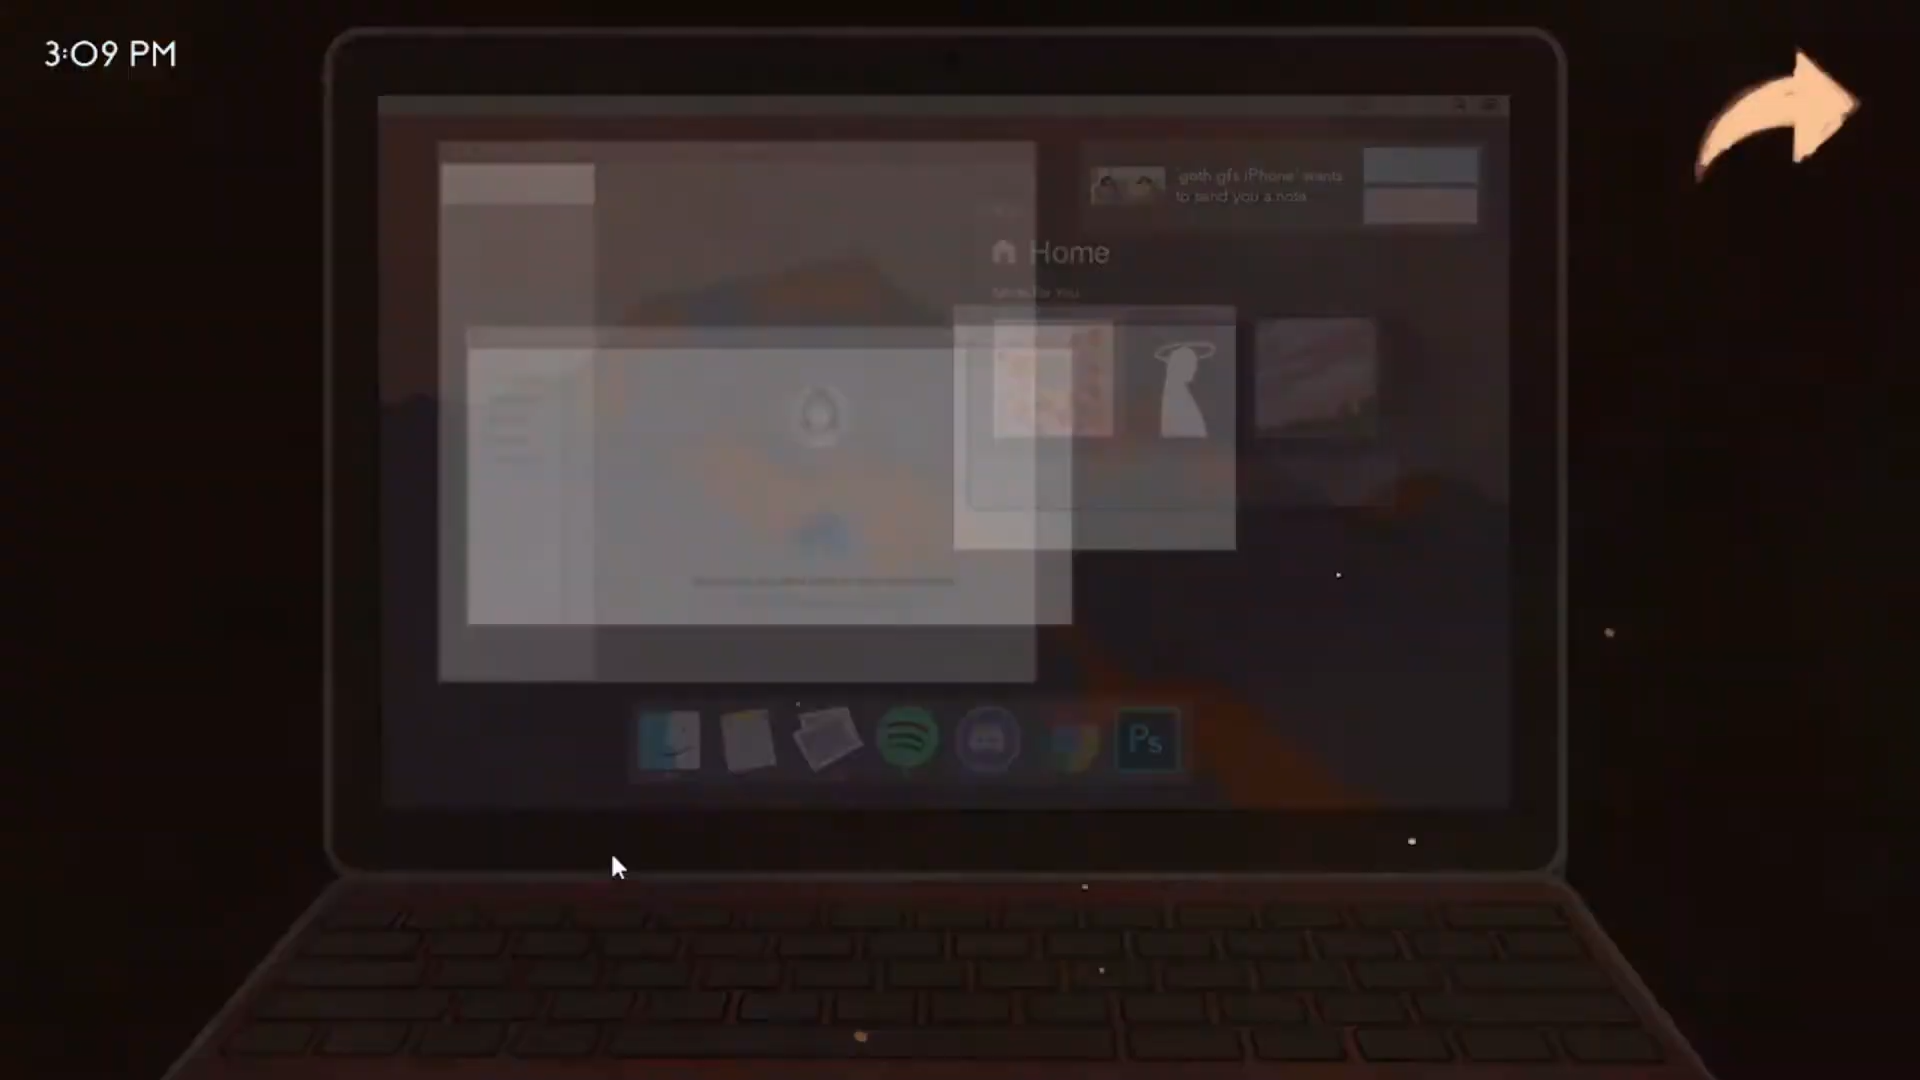 3:09 PM
'goth gfs iPhone' wants
to send you a note
Home
Ps